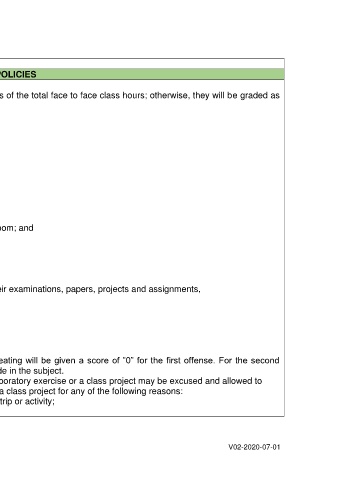 POLICIES
s of the total face to face class hours; otherwise, they will be graded as
oom; and
eir examinations, papers, projects and assignments,
eating will be given a score of "0" for the first offense. For the second
de in the subject.
boratory exercise or a class project may be excused and allowed to
a class project for any of the following reasons:
trip or activity;
V02-2020-07-01